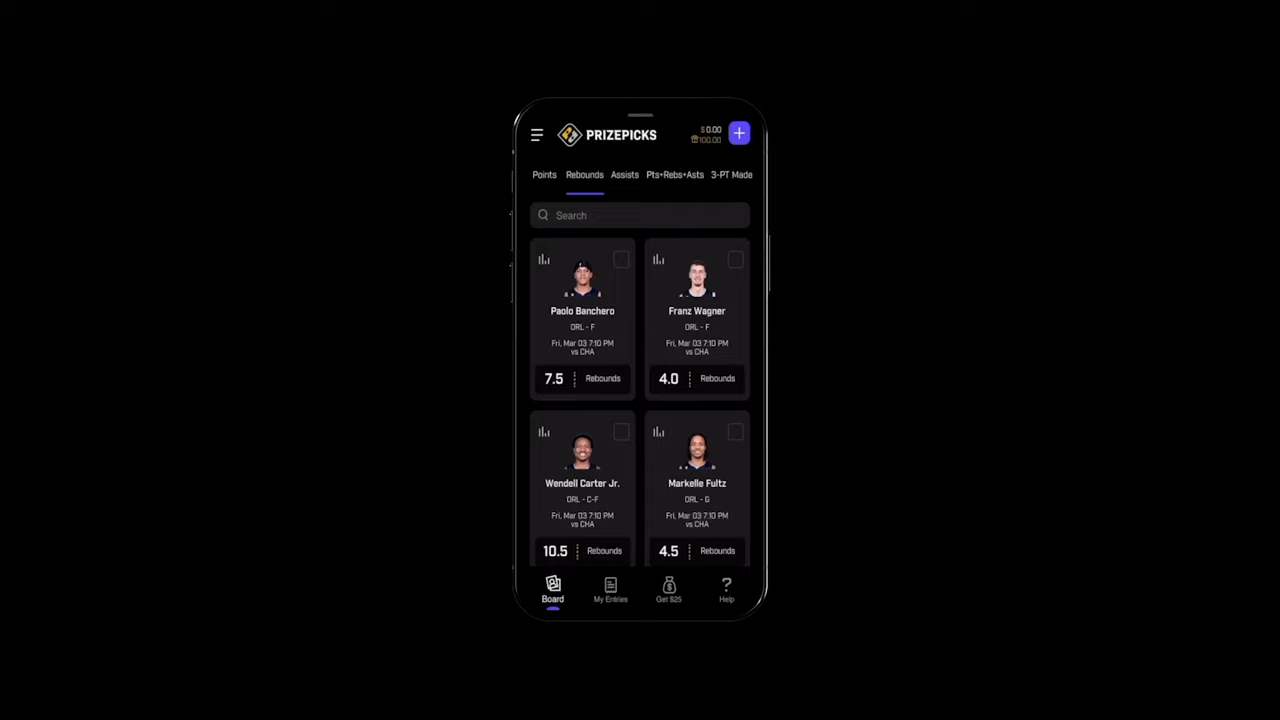 PRIZEPICKS
$ 0.00
100.00
+
Points Rebounds Assists Pts+Rebs+Asts 3-PT Made
Search
Paolo Banchero
ORL - F
Fri, Mar 03 7:10 PM
vs CHA
7.5 Rebounds
Franz Wagner
ORL - F
Fri, Mar 03 7:10 PM
vs CHA
4.0 Rebounds
Wendell Carter Jr.
ORL - C-F
Fri, Mar 03 7:10 PM
vs CHA
10.5 Rebounds
Markelle Fultz
ORL - G
Fri, Mar 03 7:10 PM
vs CHA
4.5 Rebounds
Board
My Entries
Get $25
?
Help